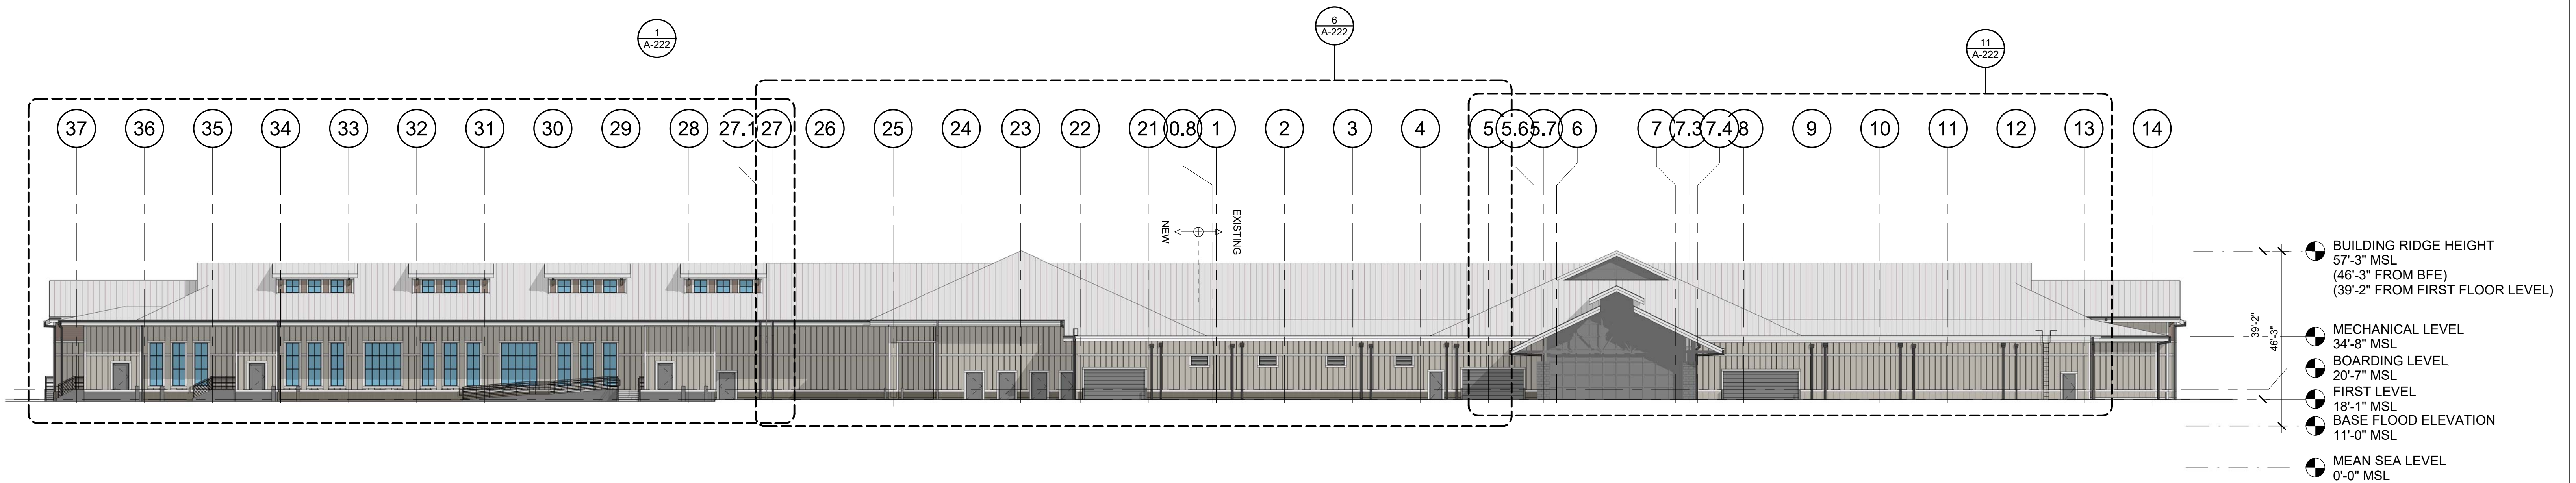 1
A-222
6
A-222
11
A-222
37
36
35
34
33
32
31
30
29
28
27.1
27
26
25
24
23
22
21
0.8
1
2
3
4
5
5.6
5.7
6
7
7.3
7.4
8
9
10
11
12
13
14
NEW
EXISTING
BUILDING RIDGE HEIGHT
57'-3" MSL
(46'-3" FROM BFE)
(39'-2" FROM FIRST FLOOR LEVEL)
39'-2"
46'-3"
MECHANICAL LEVEL
34'-8" MSL
BOARDING LEVEL
20'-7" MSL
FIRST LEVEL
18'-1" MSL
BASE FLOOD ELEVATION
11'-0" MSL
MEAN SEA LEVEL
0'-0" MSL